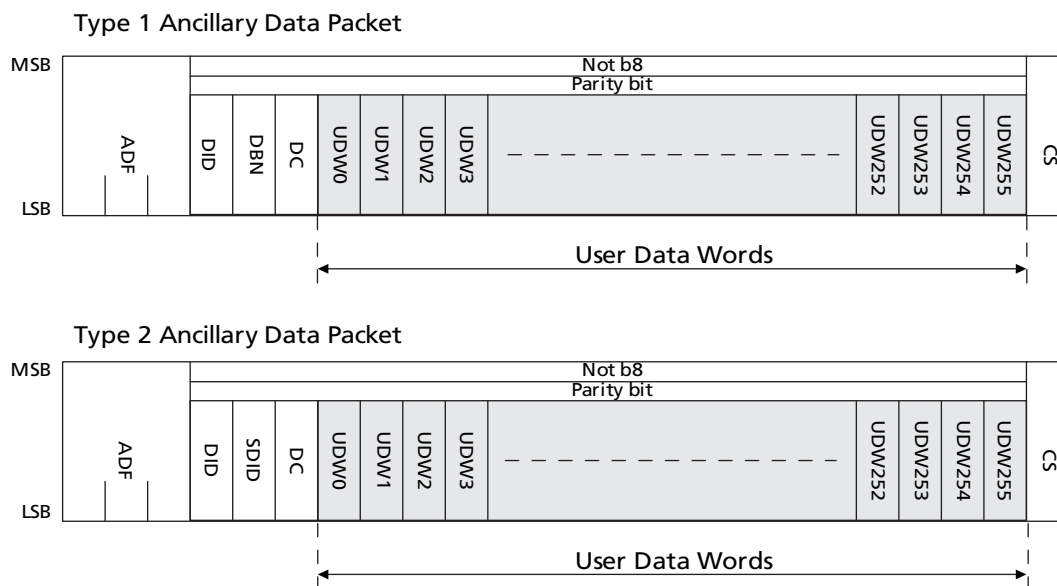 Type 1 Ancillary Data Packet
MSB
Not b8
Parity bit
ADF
DID
DBN
DC
UDW0
UDW1
UDW2
UDW3
UDW252
UDW253
UDW254
UDW255
CS
LSB
User Data Words
Type 2 Ancillary Data Packet
MSB
Not b8
Parity bit
ADF
DID
SDID
DC
UDW0
UDW1
UDW2
UDW3
UDW252
UDW253
UDW254
UDW255
CS
LSB
User Data Words